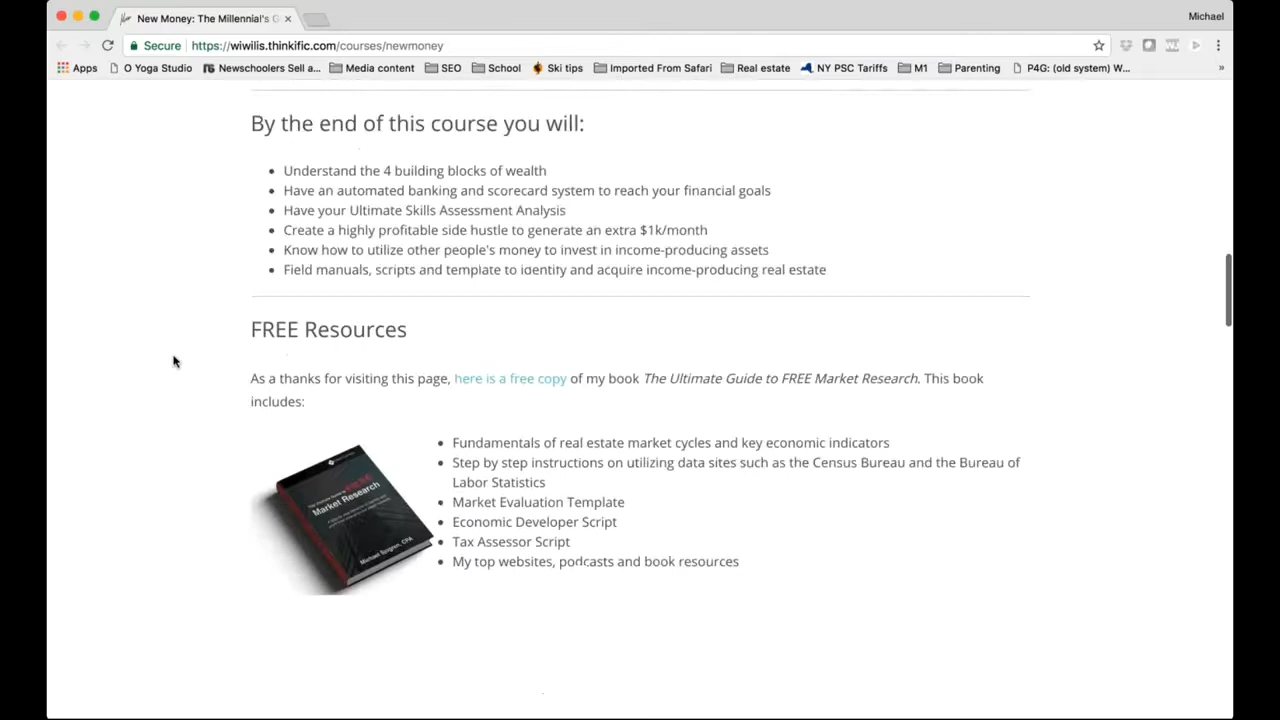 New Money: The Millennial's G
Michael
Secure https://wiwilis.thinkific.com/courses/newmoney
Apps O Yoga Studio Newschoolers Sell a... Media content SEO School Ski tips Imported From Safari Real estate NY PSC Tariffs M1 Parenting P4G: (old system) W... »
By the end of this course you will:
• Understand the 4 building blocks of wealth
• Have an automated banking and scorecard system to reach your financial goals
• Have your Ultimate Skills Assessment Analysis
• Create a highly profitable side hustle to generate an extra $1k/month
• Know how to utilize other people's money to invest in income-producing assets
• Field manuals, scripts and template to identity and acquire income-producing real estate
FREE Resources
As a thanks for visiting this page, here is a free copy of my book The Ultimate Guide to FREE Market Research. This book
includes:
• Fundamentals of real estate market cycles and key economic indicators
• Step by step instructions on utilizing data sites such as the Census Bureau and the Bureau of
Labor Statistics
• Market Evaluation Template
• Economic Developer Script
• Tax Assessor Script
• My top websites, podcasts and book resources
Market Research